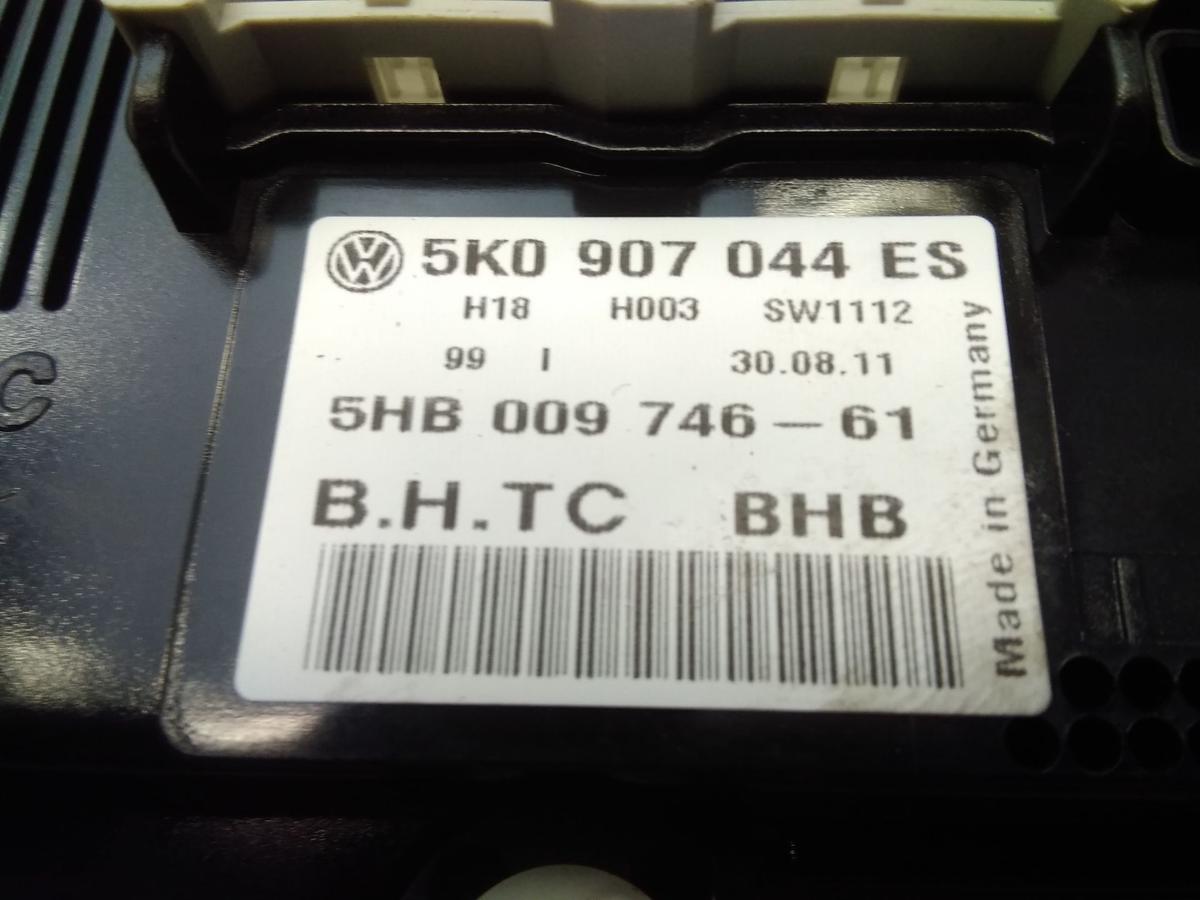 5K0 907 044 ES
H18 H003 SW1112
99 I 30.08.11
5HB 009 746-61
B.H.TC BHB
Made in Germany
C